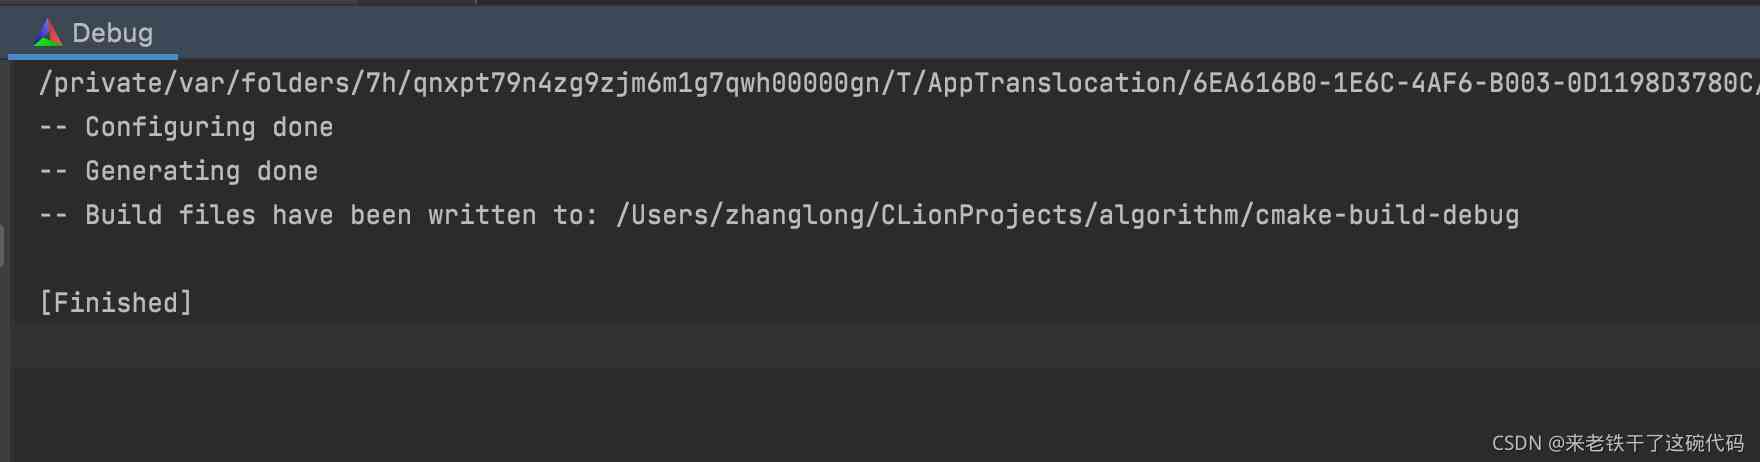 Debug
/private/var/folders/7h/qnxpt79n4zg9zjm6m1g7qwh00000gn/T/AppTranslocation/6EA616B0-1E6C-4AF6-B003-0D1198D3780C/
-- Configuring done
-- Generating done
-- Build files have been written to: /Users/zhanglong/CLionProjects/algorithm/cmake-build-debug
[Finished]
CSDN @来老铁干了这碗代码